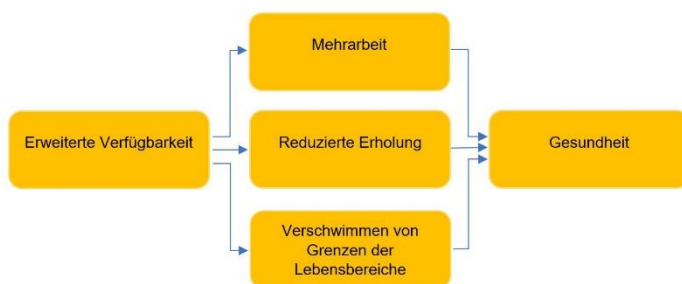 Mehrarbeit
Erweiterte Verfügbarkeit
Reduzierte Erholung
Gesundheit
Verschwimmen von
Grenzen der
Lebensbereiche